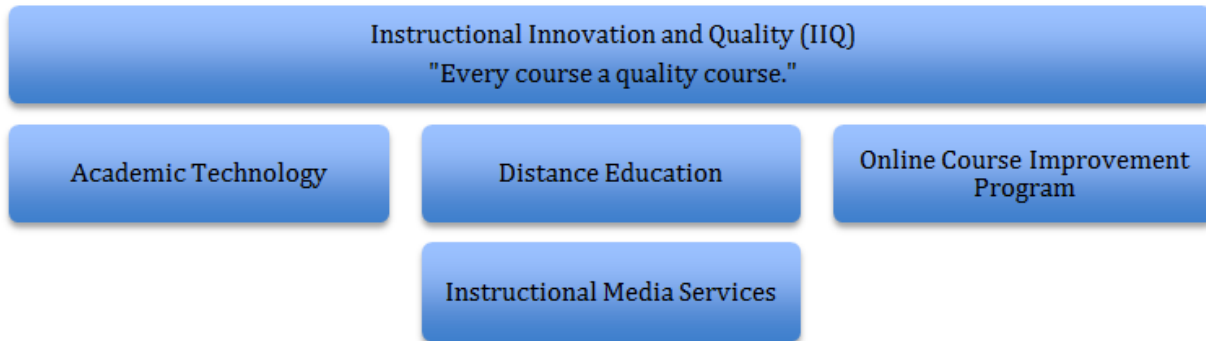 Instructional Innovation and Quality (IIQ)
"Every course a quality course."
Academic Technology
Distance Education
Online Course Improvement
Program
Instructional Media Services